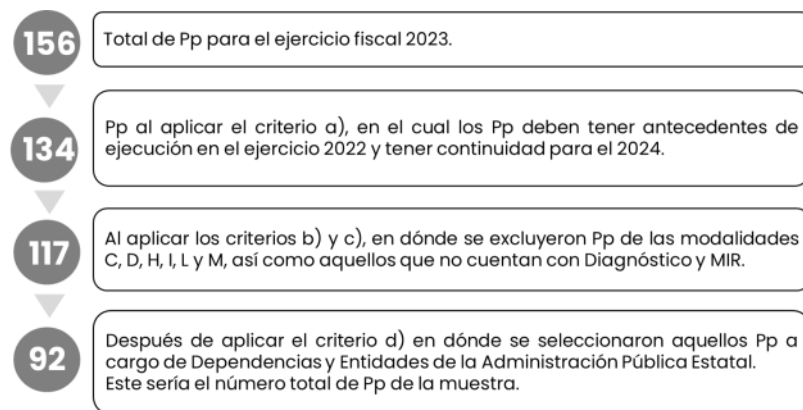 156
Total de Pp para el ejercicio fiscal 2023.
134
Pp al aplicar el criterio a), en el cual los Pp deben tener antecedentes de
ejecución en el ejercicio 2022 y tener continuidad para el 2024.
117
Al aplicar los criterios b) y c), en dónde se excluyeron Pp de las modalidades
C, D, H, I, L y M, así como aquellos que no cuentan con Diagnóstico y MIR.
92
Después de aplicar el criterio d) en dónde se seleccionaron aquellos Pp a
cargo de Dependencias y Entidades de la Administración Pública Estatal.
Este sería el número total de Pp de la muestra.